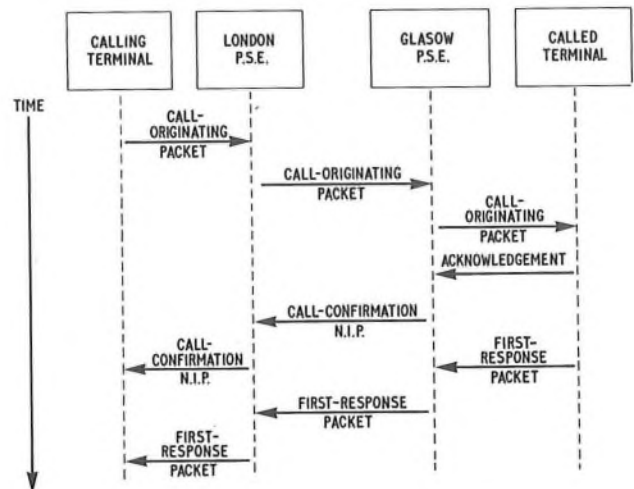 CALLING
TERMINAL
LONDON
P.S.E.
GLASOW
P.S.E.
CALLED
TERMINAL
TIME
CALL-
ORIGINATING
PACKET
CALL-ORIGINATING
PACKET
CALL-
ORIGINATING
PACKET
ACKNOWLEDGEMENT
CALL-CONFIRMATION
N.I.P.
CALL-
CONFIRMATION
N.I.P.
FIRST-
RESPONSE
PACKET
FIRST-RESPONSE
PACKET
FIRST-
RESPONSE
PACKET